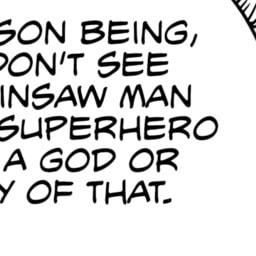 SON BEING,
DON'T SEE
INSAW MAN
SUPERHERO
A GOD OR
Y OF THAT.